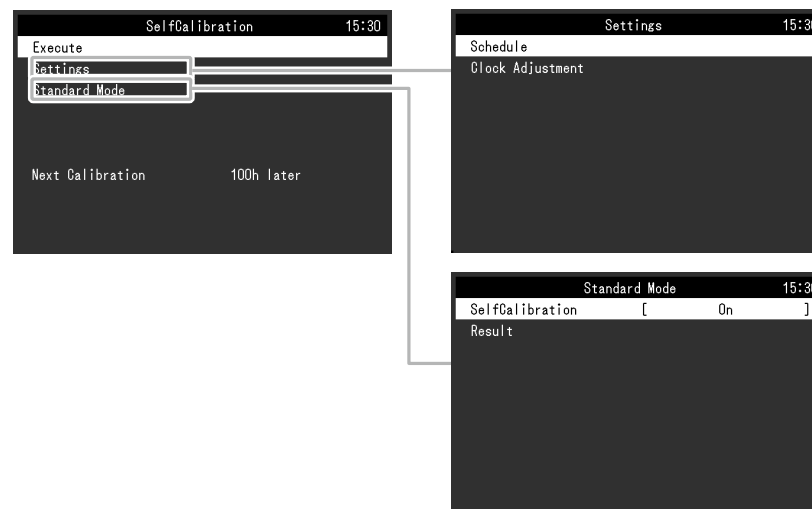 SelfCalibration 15:30
Execute
Settings
Standard Mode
Next Calibration 100h later
Settings 15:30
Schedule
Clock Adjustment
Standard Mode 15:30
SelfCalibration [ On ]
Result